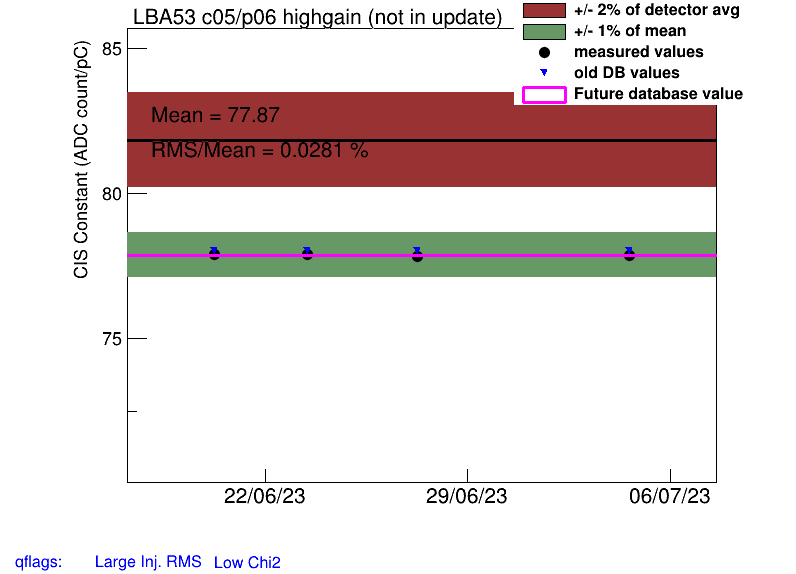 LBA53 c05/p06 highgain (not in update)
+/- 2% of detector avg
+/- 1% of mean
measured values
old DB values
Future database value
CIS Constant (ADC count/pC)
85
80
75
Mean = 77.87
RMS/Mean = 0.0281 %
22/06/23 29/06/23 06/07/23
qflags: Large Inj. RMS Low Chi2